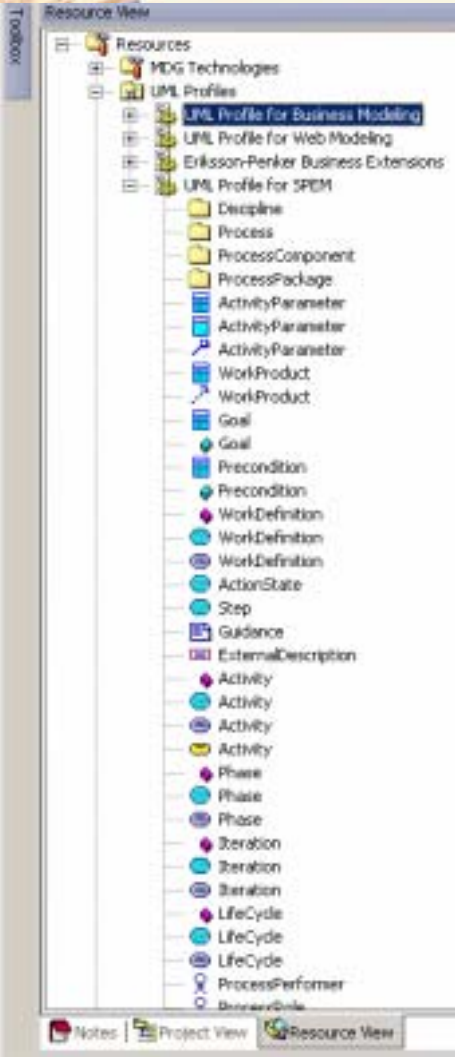 Toolbox
Resource View
Resources
MDG Technologies
UML Profiles
UML Profile for Business Modeling
UML Profile for Web Modeling
Eriksson-Penker Business Extensions
UML Profile for SPEM
Discipline
Process
ProcessComponent
ProcessPackage
ActivityParameter
ActivityParameter
ActivityParameter
WorkProduct
WorkProduct
Goal
Goal
Precondition
Precondition
WorkDefinition
WorkDefinition
WorkDefinition
ActionState
Step
Guidance
ExternalDescription
Activity
Activity
Activity
Activity
Phase
Phase
Phase
Iteration
Iteration
Iteration
LifeCycle
LifeCycle
LifeCycle
ProcessPerformer
ProcessRole
Notes Project View Resource View